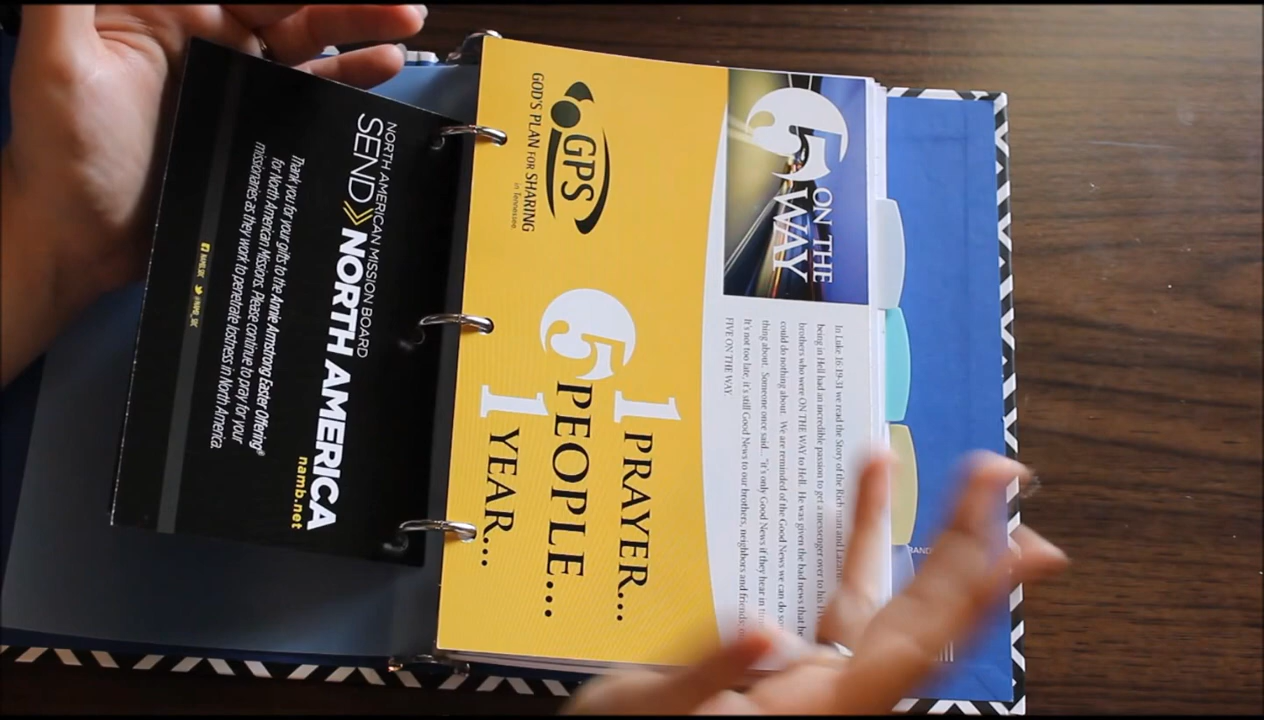 NORTH AMERICAN MISSION BOARD
SEND NORTH AMERICA
namb.net
Thank you for your gifts to the Annie Armstrong Easter Offering®
for North American Missions. Please continue to pray for your
missionaries as they work to penetrate lostness in North America.
NAMB_SBC @NAMB_SBC
5 ON THE
WAY
In Luke 16:19-31 we read the Story of the Rich man and Lazarus
being in Hell had an incredible passion to get a messenger over to his FIVE
brothers who were ON THE WAY to Hell. He was given the bad news that he
could do nothing about. We are reminded of the Good News we can do so
thing about. Someone once said... "it's only Good News if they hear in
It's not too late, it's still Good News to our brothers, neighbors and friends
FIVE ON THE WAY.
GPS
GOD'S PLAN FOR SHARING
in Tennessee
1 PRAYER...
5 PEOPLE....
1 YEAR...